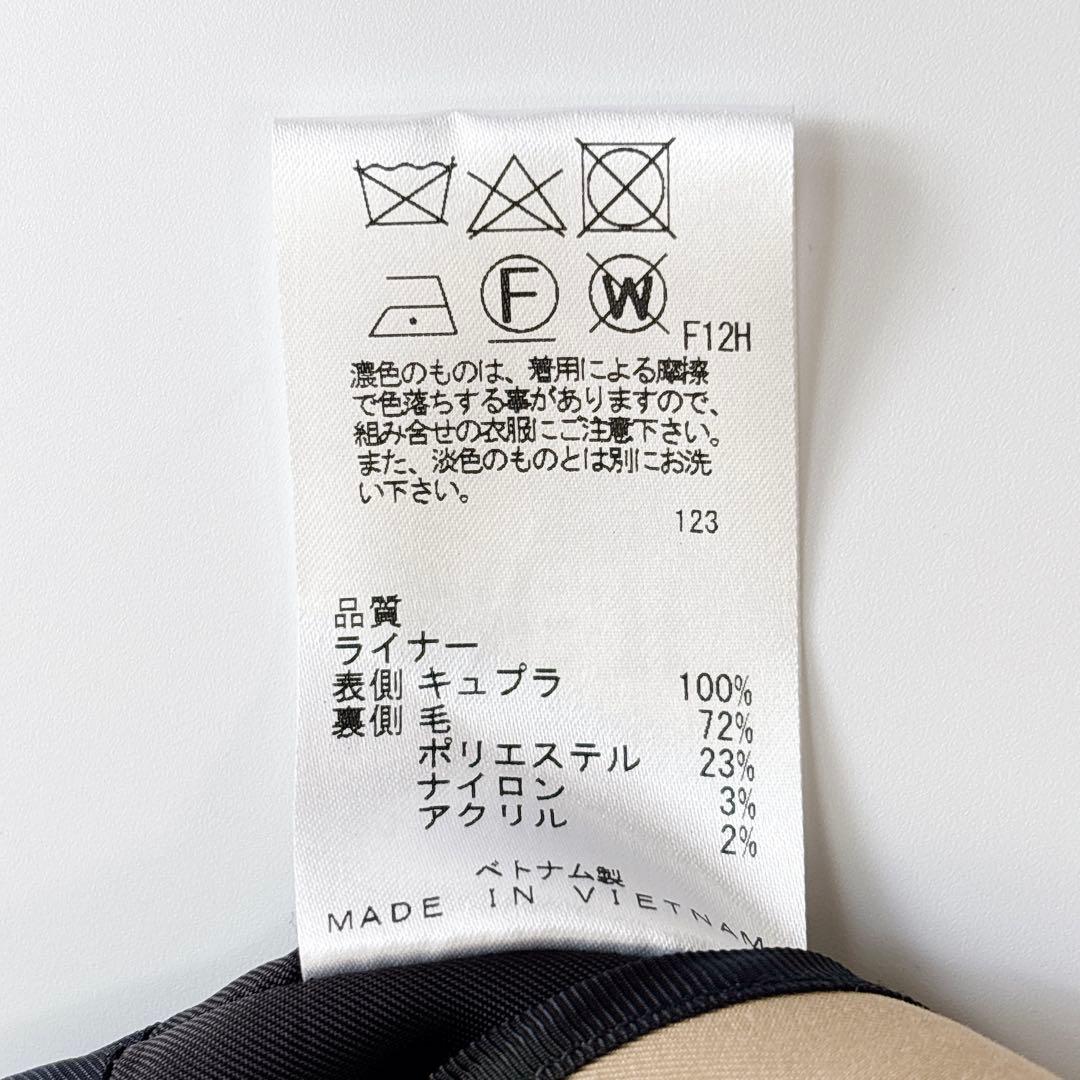 F
W
F12H
濃色のものは、着用による摩擦
で色落ちする事がありますので、
組み合せの衣服にご注意下さい。
また、淡色のものとは別にお洗
い下さい。
123
品質
ライナー
表側 キュプラ 100%
裏側 毛 72%
ポリエステル 23%
ナイロン 3%
アクリル 2%
ベトナム製
MADE IN VIETNAM